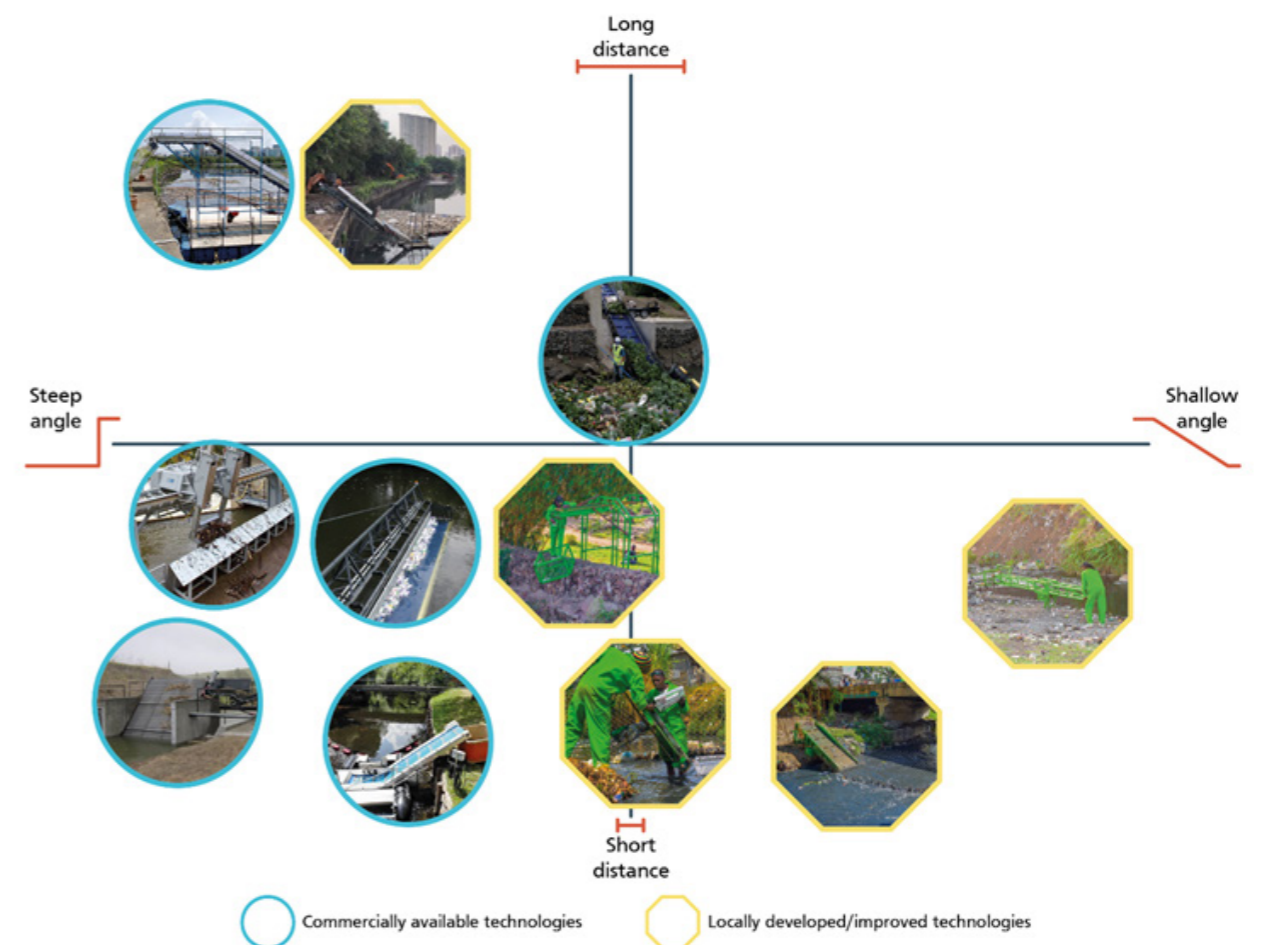 Long
distance
Steep
angle
Shallow
angle
Short
distance
Commercially available technologies
Locally developed/improved technologies